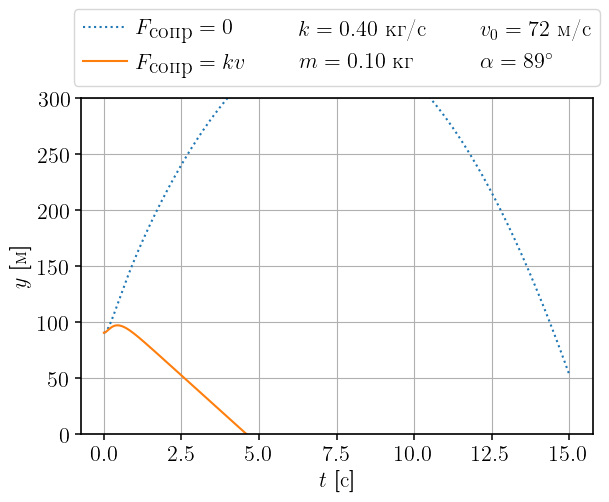 F_сопр = 0 k = 0.40 кг/с v_0 = 72 м/с
F_сопр = kv m = 0.10 кг α = 89°
300
250
200
150
100
50
0
y [м]
0.0 2.5 5.0 7.5 10.0 12.5 15.0
t [с]